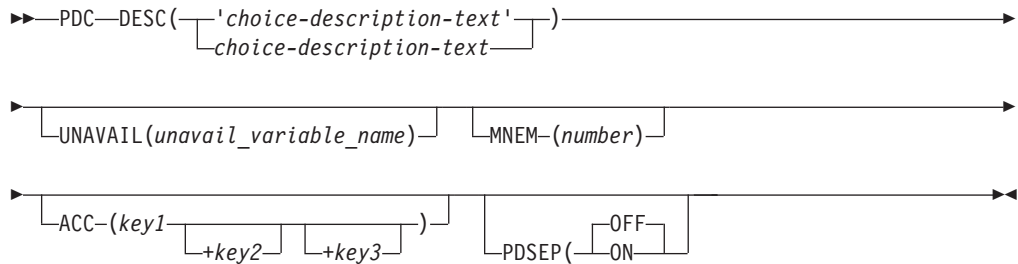 PDC DESC( 'choice-description-text' )
choice-description-text
UNAVAIL(unavail_variable_name) MNEM (number)
ACC (key1 +key2 +key3 ) PDSEP( OFF ON